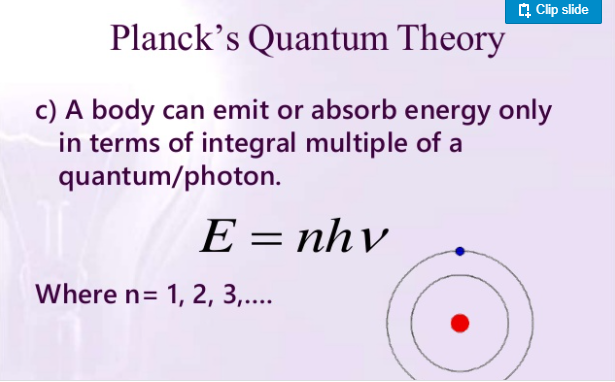 Clip slide
Planck's Quantum Theory
c) A body can emit or absorb energy only
in terms of integral multiple of a
quantum/photon.
E = nhν
Where n= 1, 2, 3,....